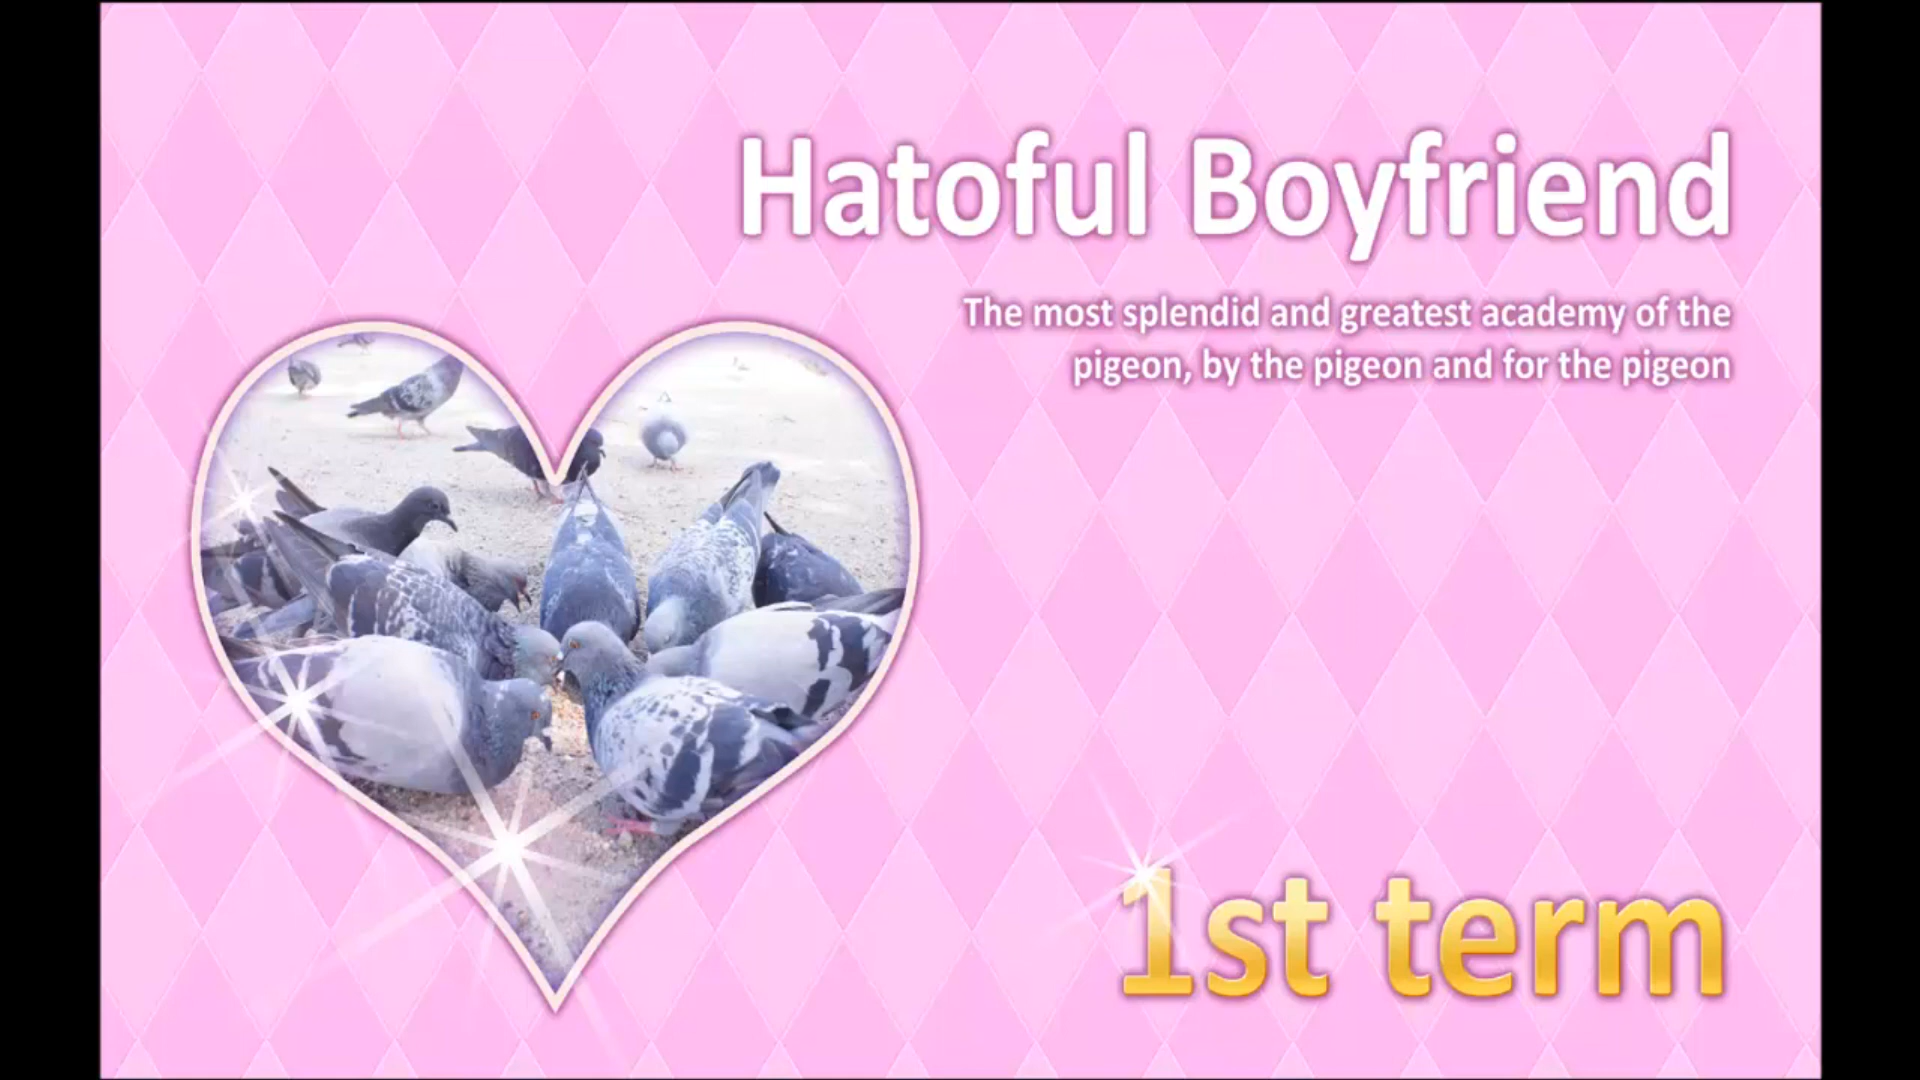 Hatoful Boyfriend
The most splendid and greatest academy of the
pigeon, by the pigeon and for the pigeon
1st term